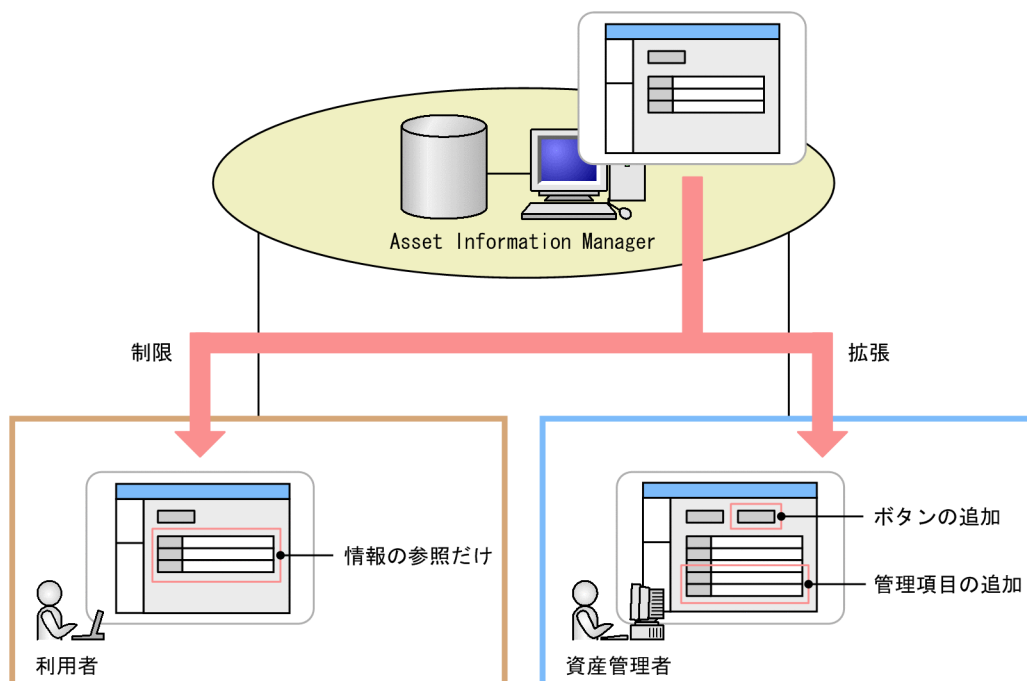 Asset Information Manager
制限
拡張
情報の参照だけ
利用者
ボタンの追加
管理項目の追加
資産管理者